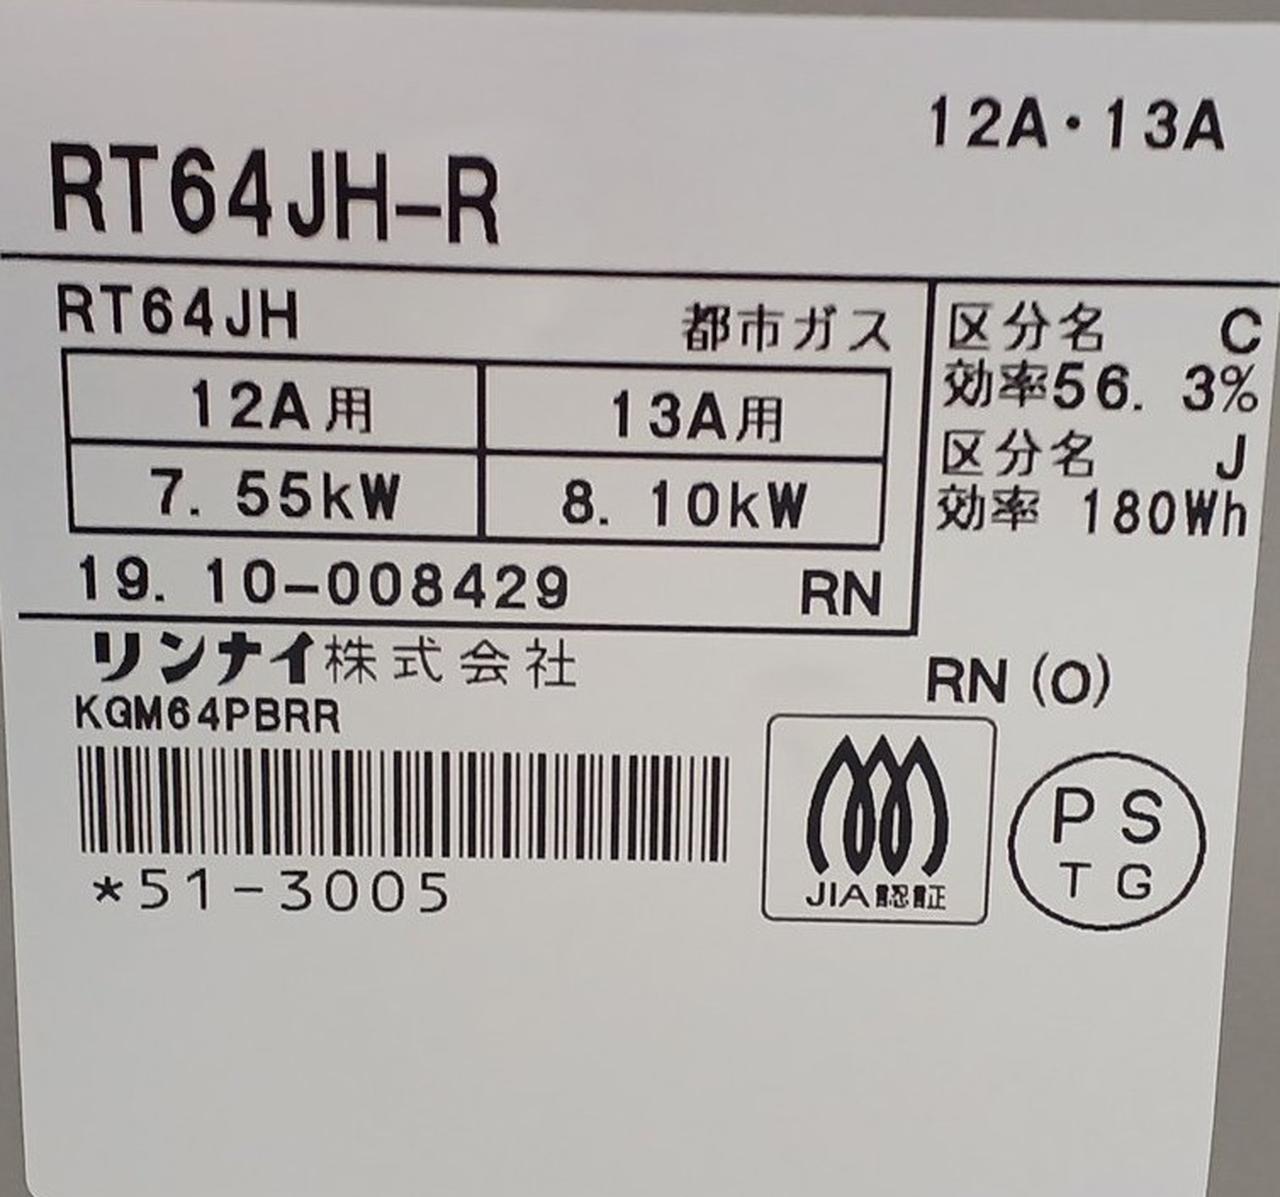 12A・13A
RT64JH-R
RT64JH 都市ガス
12A用 13A用
7. 55kW 8. 10kW
19. 10-008429 RN
区分名 C
効率56. 3%
区分名 J
効率 180Wh
リンナイ株式会社
KGM64PBRR
*51-3005
RN(O)
JIA認証
PS
TG